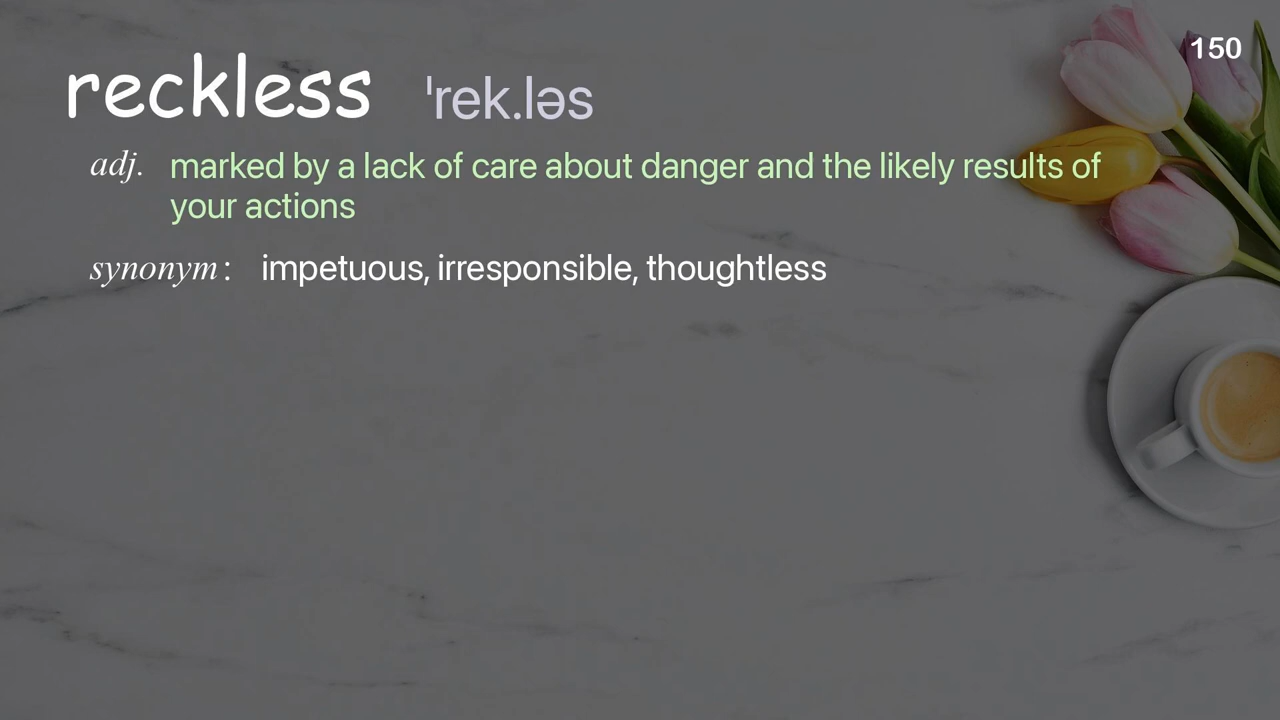 150
reckless ˈrek.ləs
adj. marked by a lack of care about danger and the likely results of
your actions
synonym : impetuous, irresponsible, thoughtless